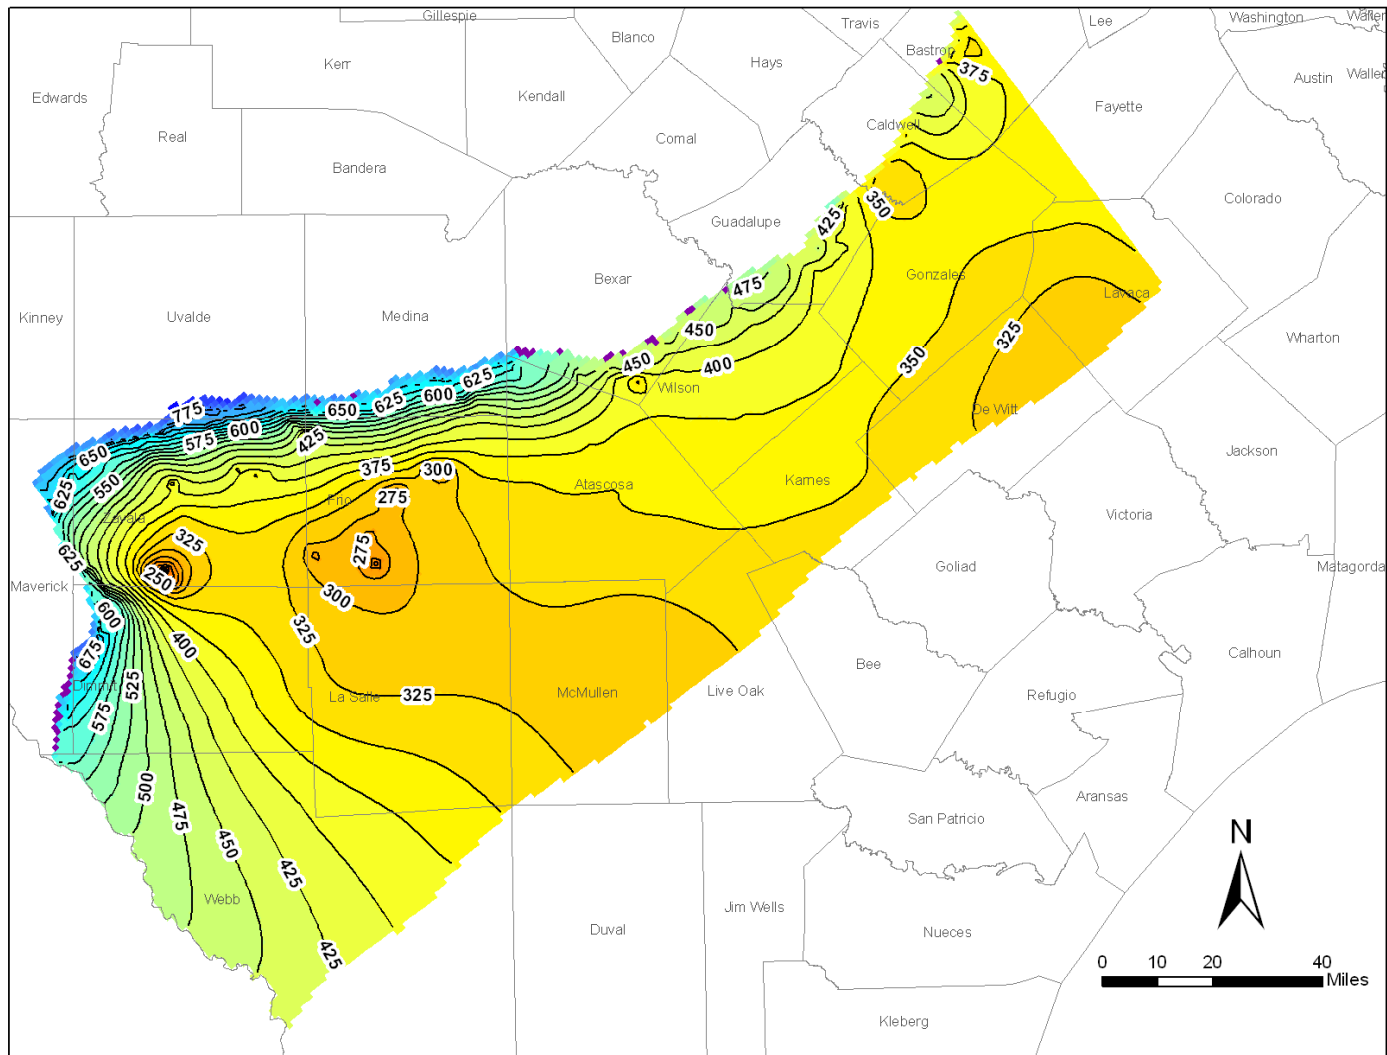 Gillespie
Travis
Lee
Washington
Waller
Blanco
Hays
Bastrop
Kerr
375
Austin
Waller
Edwards
Kendall
Fayette
Real
Comal
Caldwell
Bandera
350
Colorado
Guadalupe
425
Gonzales
Bexar
475
Lavaca
Kinney
Uvalde
Medina
450
325
Wharton
450
400
350
625
600
625
650
775
Wilson
De Witt
575
600
425
650
375
300
Jackson
625
550
Frio
275
Atascosa
Karnes
Zavala
325
275
Victoria
625
250
Maverick
300
Goliad
Matagorda
600
400
325
675
Bee
Calhoun
Dimmit
525
La Salle
325
McMullen
Live Oak
Refugio
575
500
475
San Patricio
Aransas
450
425
N
Webb
Duval
Jim Wells
Nueces
425
0 10 20 40
Miles
Kleberg